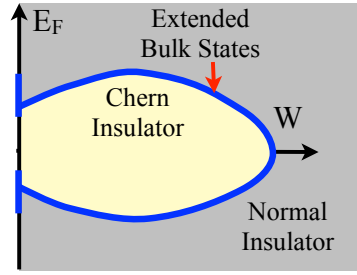 E_F
Extended
Bulk States
Chern
Insulator
W
Normal
Insulator